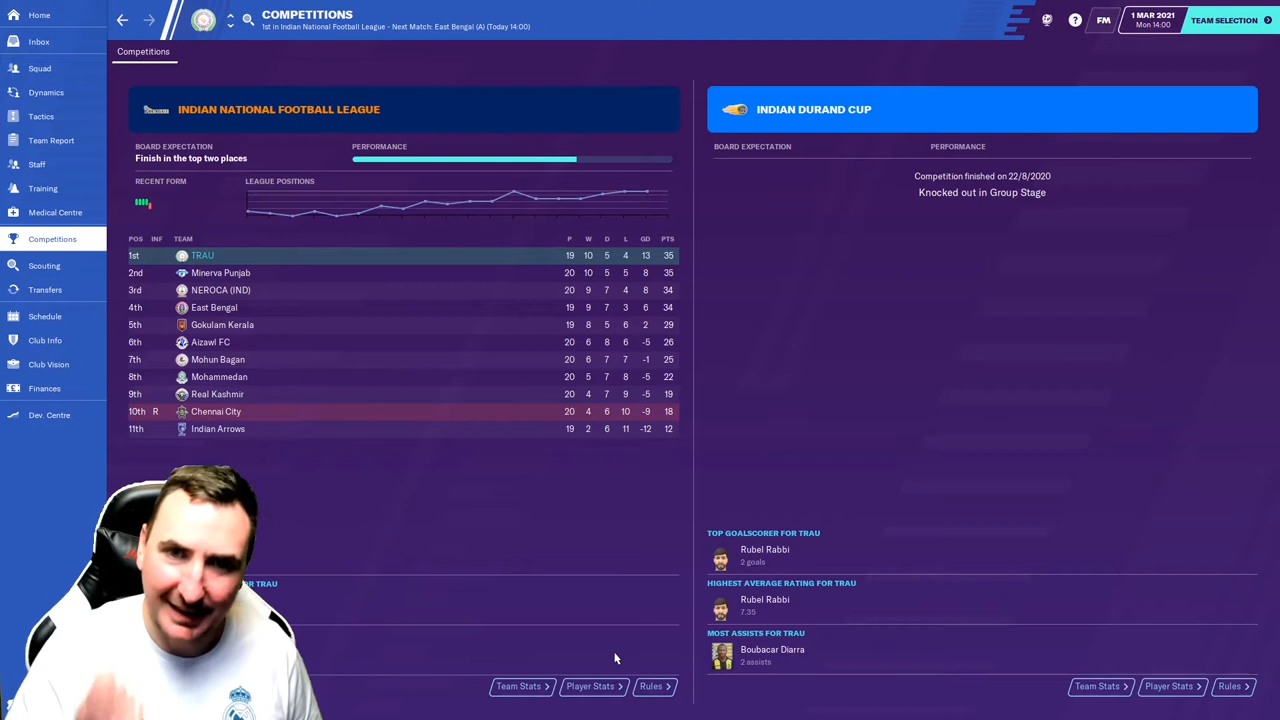 Home
Inbox
Squad
Dynamics
Tactics
Team Report
Staff
Training
Medical Centre
Competitions
Scouting
Transfers
Schedule
Club Info
Club Vision
Finances
Dev. Centre
COMPETITIONS
1st in Indian National Football League - Next Match: East Bengal (A) (Today 14:00)
?
FM
1 MAR 2021
Mon 14:00
TEAM SELECTION
Competitions
INDIAN NATIONAL FOOTBALL LEAGUE
BOARD EXPECTATION PERFORMANCE
Finish in the top two places
RECENT FORM LEAGUE POSITIONS
POS INF TEAM P W D L GD PTS
1st TRAU 19 10 5 4 13 35
2nd Minerva Punjab 20 10 5 5 8 35
3rd NEROCA (IND) 20 9 7 4 8 34
4th East Bengal 19 9 7 3 6 34
5th Gokulam Kerala 19 8 5 6 2 29
6th Aizawl FC 20 6 8 6 -5 26
7th Mohun Bagan 20 6 7 7 -1 25
8th Mohammedan 20 5 7 8 -5 22
9th Real Kashmir 20 4 7 9 -5 19
10th R Chennai City 20 4 6 10 -9 18
11th Indian Arrows 19 2 6 11 -12 12
OR TRAU
Team Stats
Player Stats
Rules
INDIAN DURAND CUP
BOARD EXPECTATION PERFORMANCE
Competition finished on 22/8/2020
Knocked out in Group Stage
TOP GOALSCORER FOR TRAU
Rubel Rabbi
2 goals
HIGHEST AVERAGE RATING FOR TRAU
Rubel Rabbi
7.35
MOST ASSISTS FOR TRAU
Boubacar Diarra
2 assists
Team Stats
Player Stats
Rules